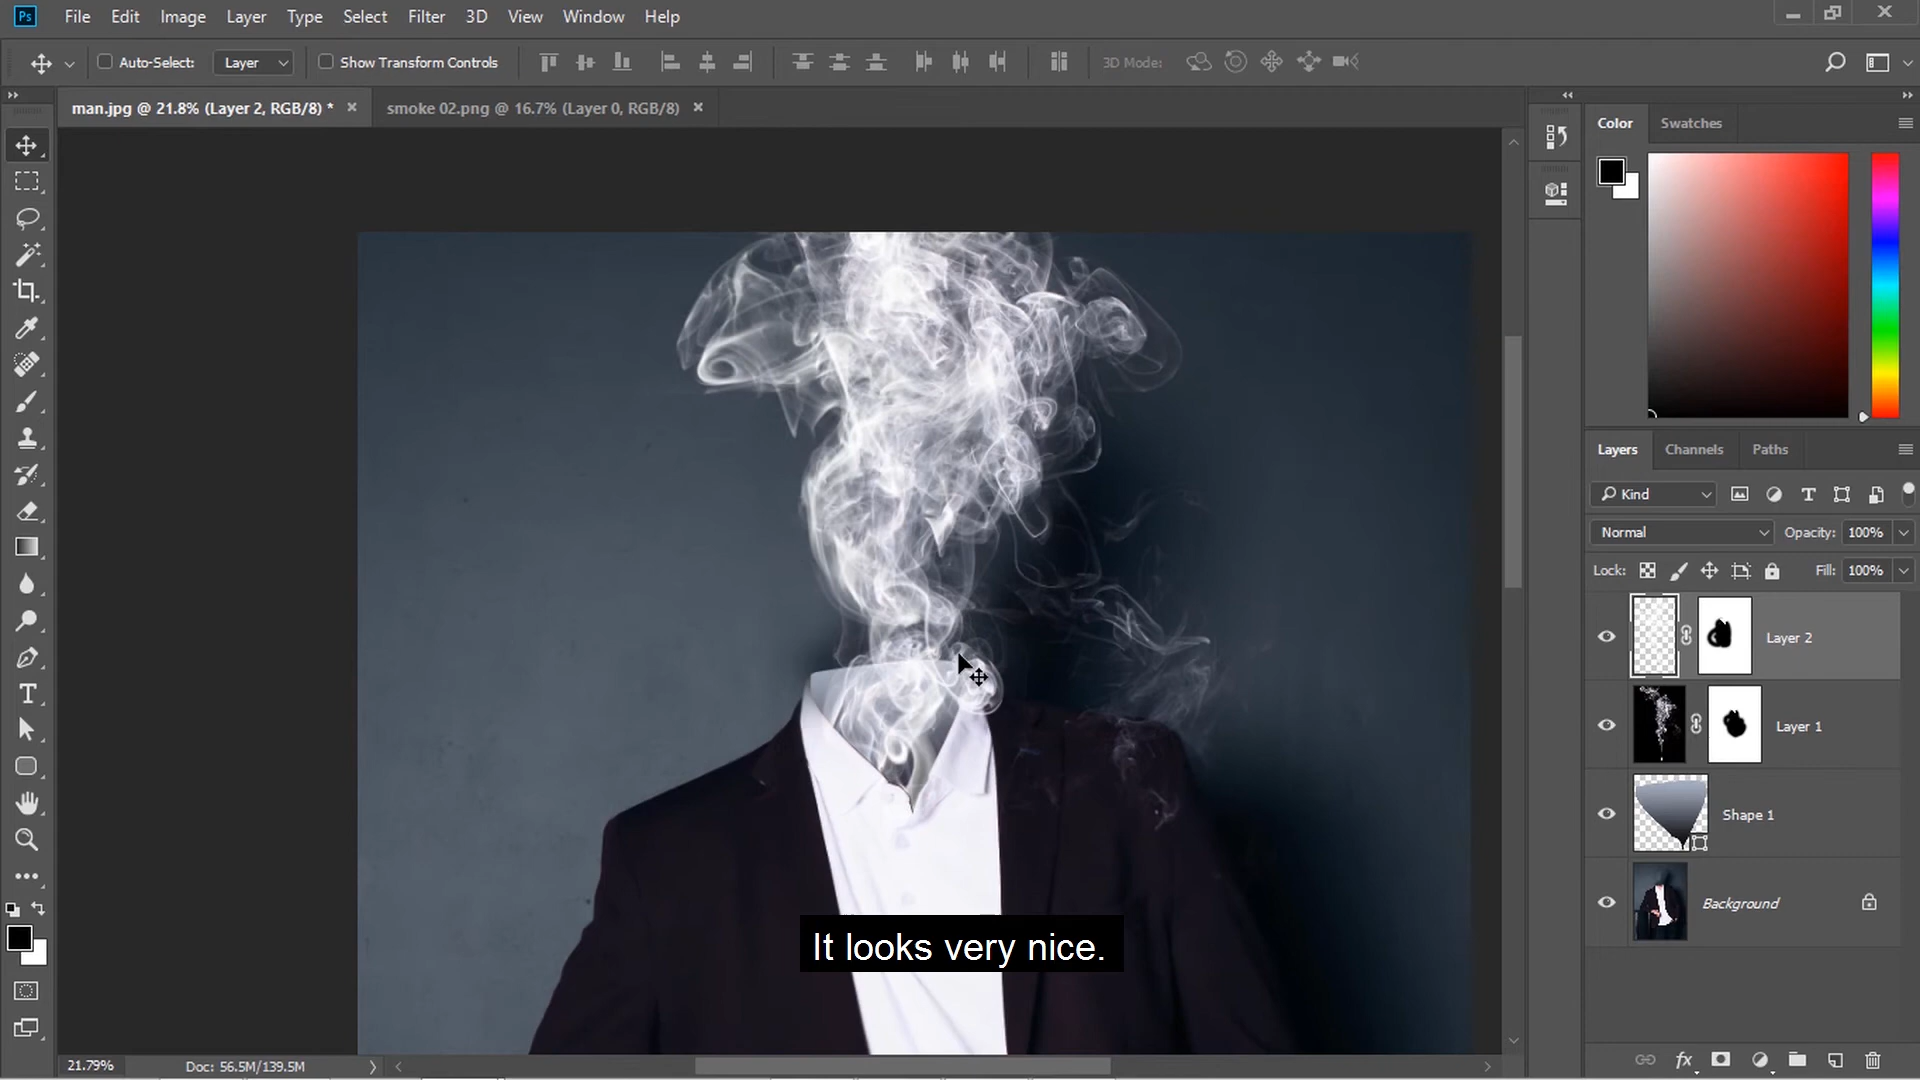 Ps File Edit Image Layer Type Select Filter 3D View Window Help
Auto-Select: Layer Show Transform Controls 3D Mode:
man.jpg @ 21.8% (Layer 2, RGB/8) * smoke 02.png @ 16.7% (Layer 0, RGB/8)
Color Swatches
Layers Channels Paths
Kind
Normal Opacity: 100%
Lock: Fill: 100%
Layer 2
Layer 1
Shape 1
Background
It looks very nice.
21.79% Doc: 56.5M/139.5M
fx